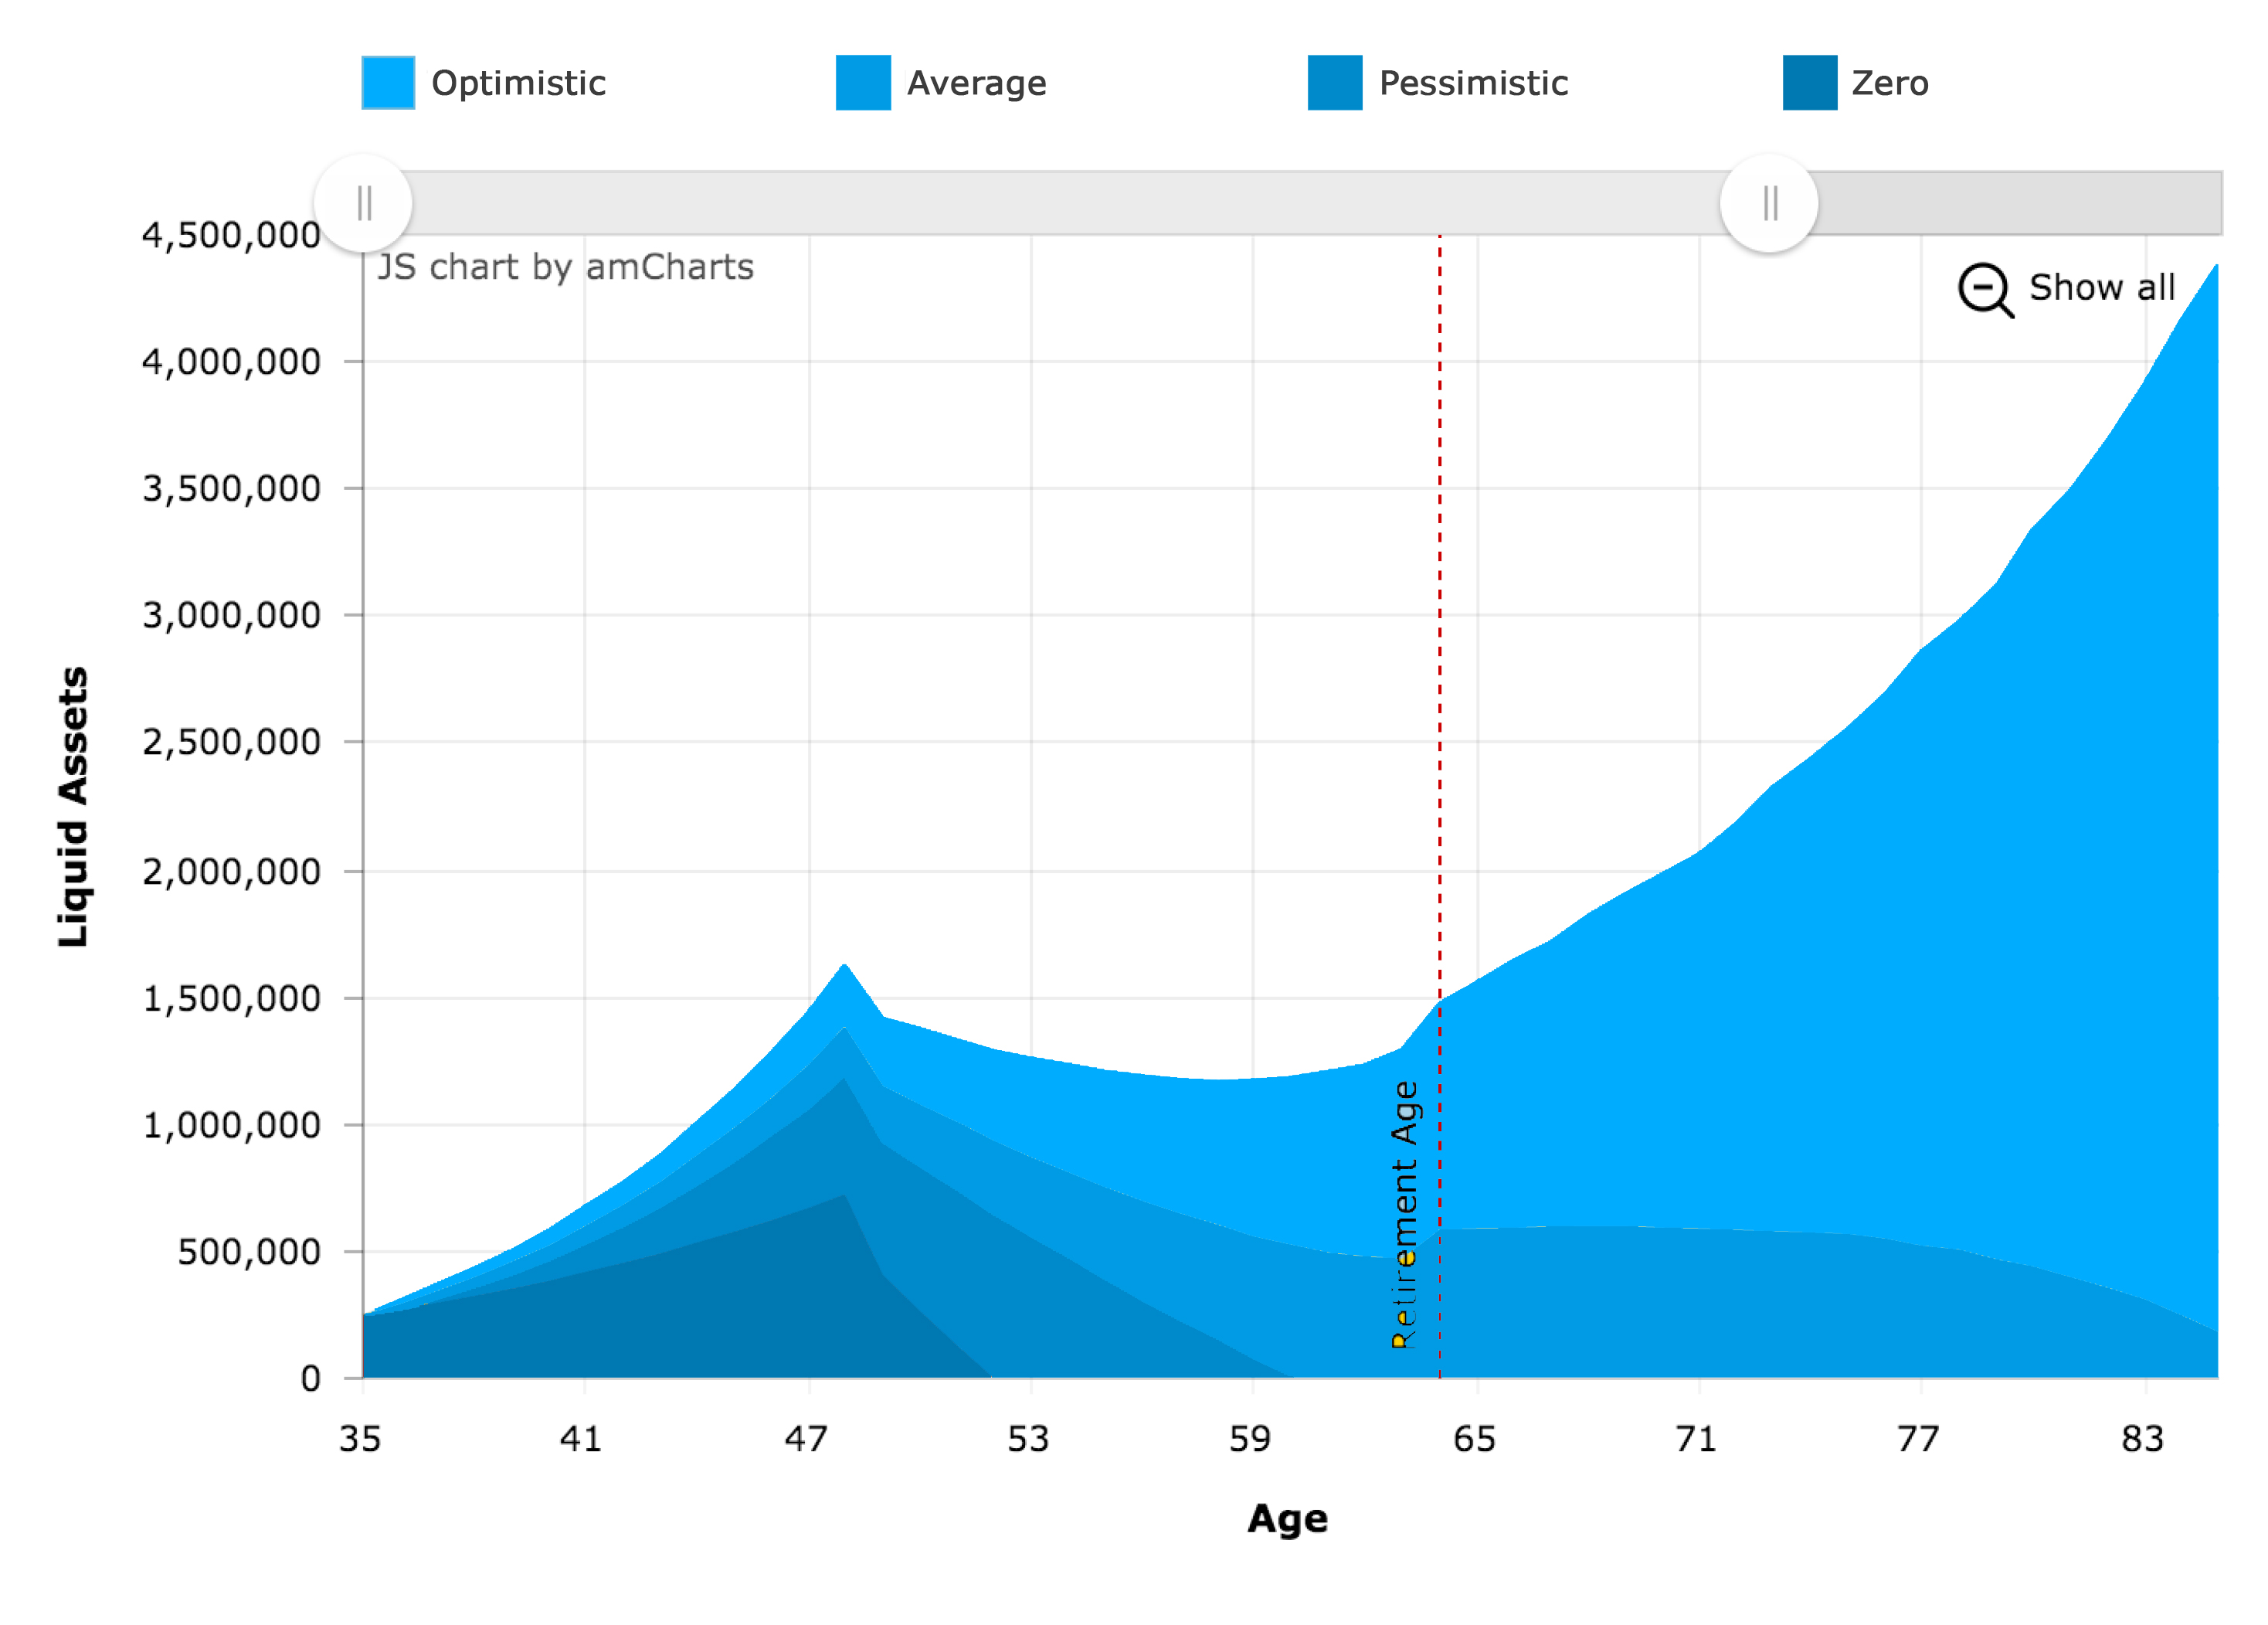 Optimistic
Average
Pessimistic
Zero
4,500,000
JS chart by amCharts
Show all
4,000,000
3,500,000
3,000,000
2,500,000
2,000,000
1,500,000
1,000,000
500,000
0
Liquid Assets
Retirement Age
35 41 47 53 59 65 71 77 83
Age